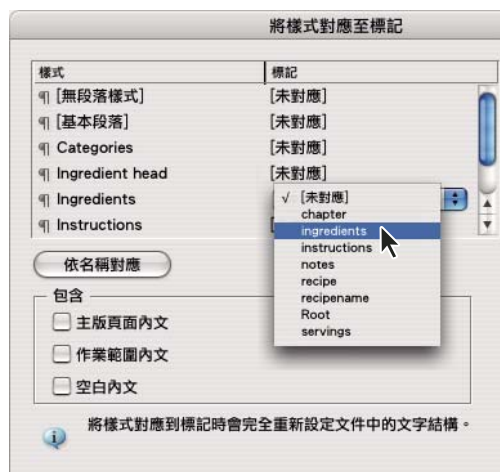 將樣式對應至標記
樣式 標記
¶ [無段落樣式] [未對應]
¶ [基本段落] [未對應]
¶ Categories [未對應]
¶ Ingredient head [未對應]
¶ Ingredients √ [未對應]
¶ Instructions [
chapter
ingredients
instructions
notes
recipe
recipename
Root
servings
依名稱對應
包含
主版頁面內文
作業範圍內文
空白內文
將樣式對應到標記時會完全重新設定文件中的文字結構。